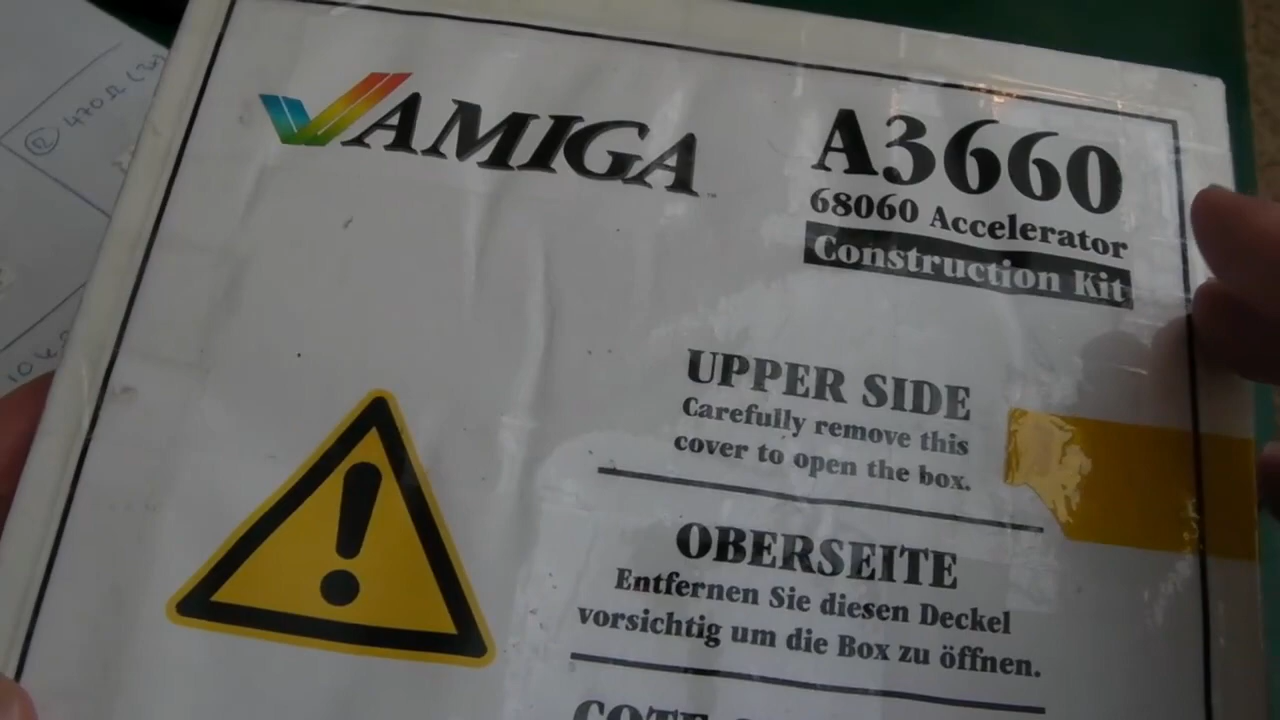 AMIGA
A3660
68060 Accelerator
Construction Kit
UPPER SIDE
Carefully remove this
cover to open the box.
OBERSEITE
Entfernen Sie diesen Deckel
vorsichtig um die Box zu öffnen.
470Ω